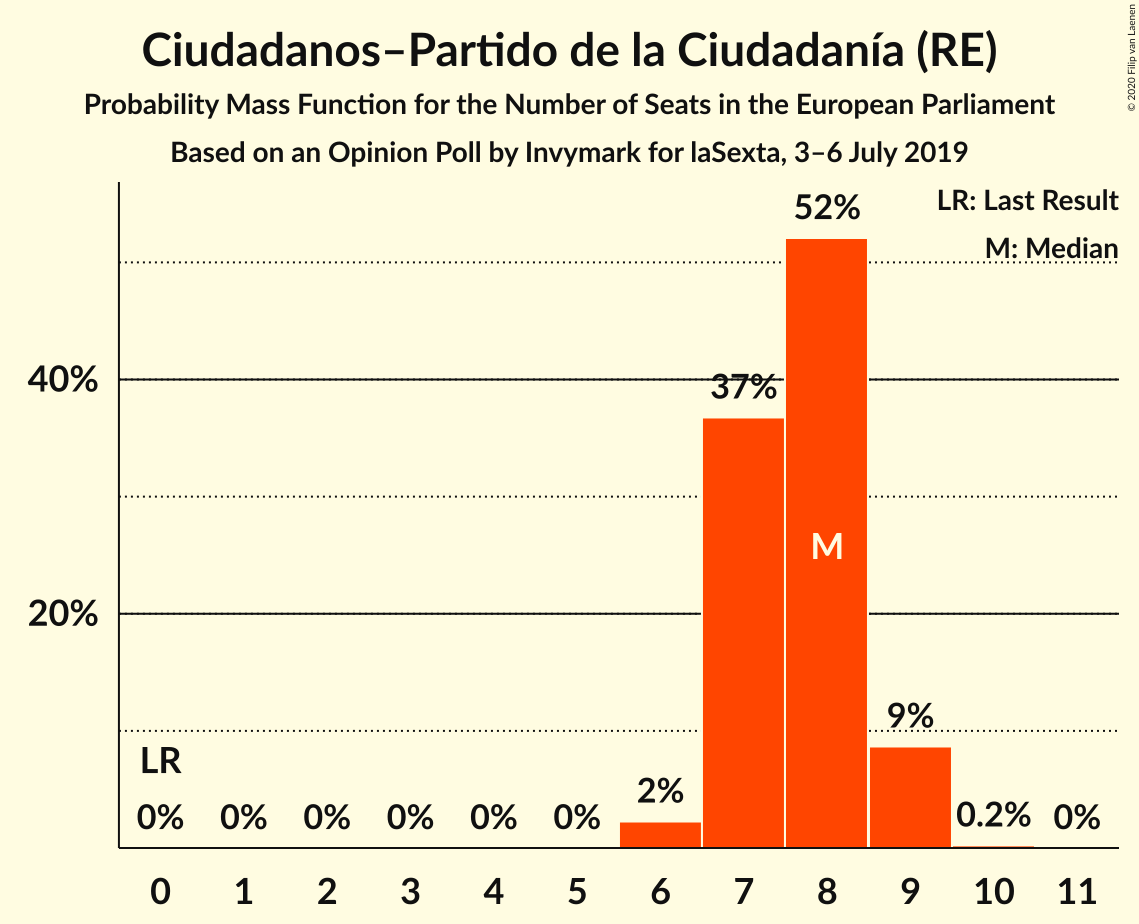 Ciudadanos–Partido de la Ciudadanía (RE)
Probability Mass Function for the Number of Seats in the European Parliament
Based on an Opinion Poll by Invymark for laSexta, 3–6 July 2019
© 2020 Filip van Laenen
LR: Last Result
M: Median
52%
40%
37%
M
20%
9%
LR
2%
0% 0% 0% 0% 0% 0% 0.2% 0%
0 1 2 3 4 5 6 7 8 9 10 11